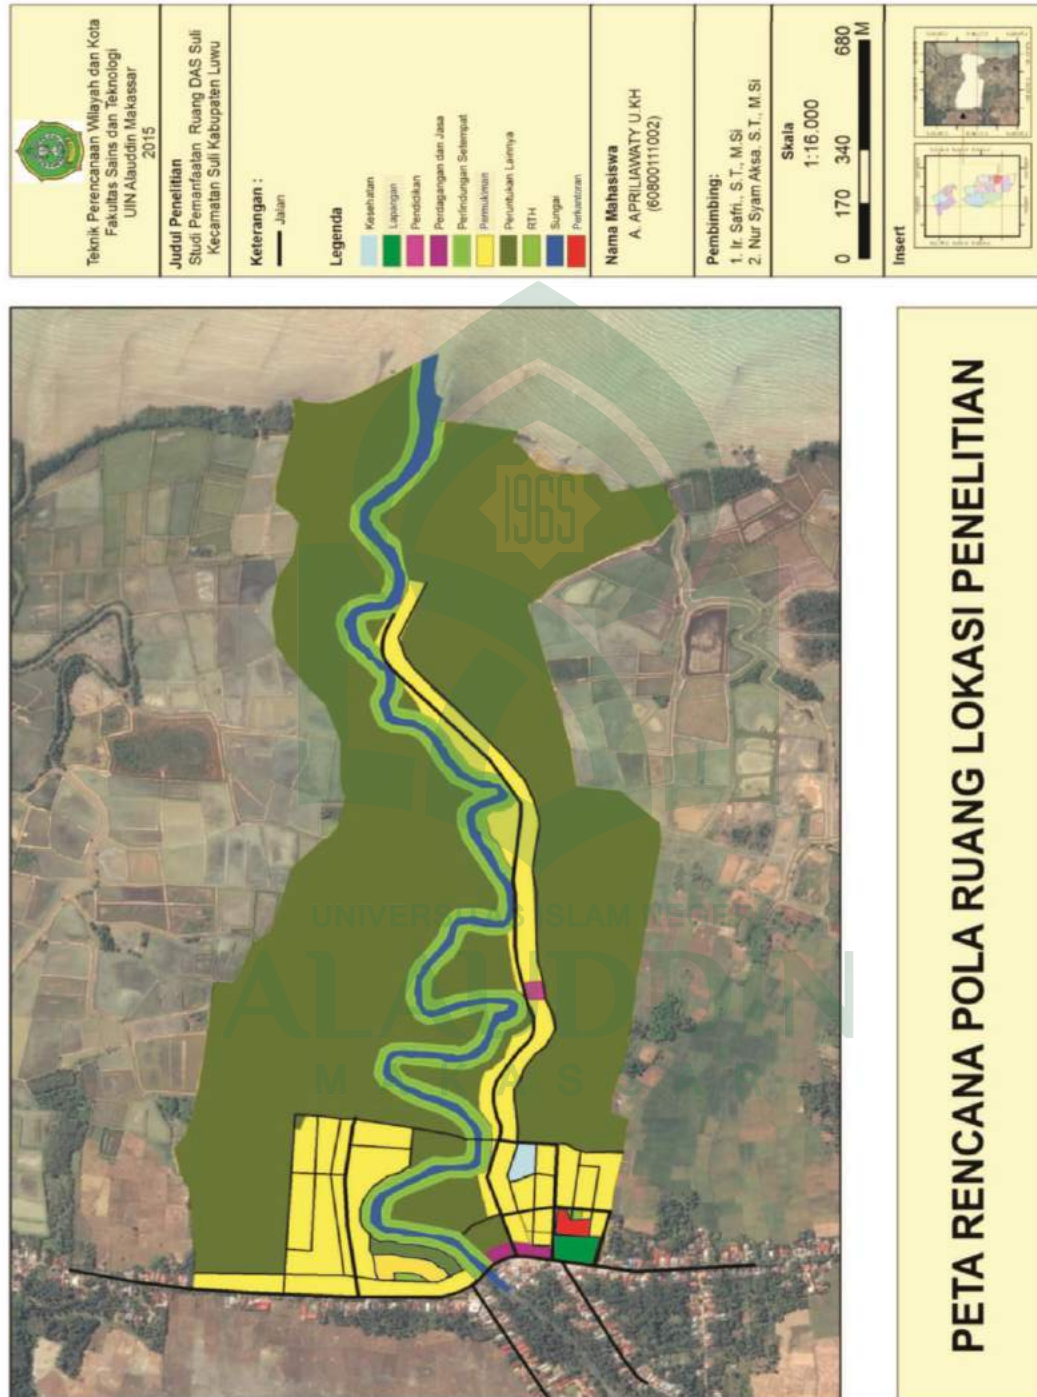 Teknik Perencanaan Wilayah dan Kota
Fakultas Sains dan Teknologi
UIN Alauddin Makassar
2015
Judul Penelitian
Studi Pemanfaatan Ruang DAS Suli
Kecamatan Suli Kabupaten Luwu
Keterangan :
Jalan
Legenda
Kesehatan
Lapangan
Pendidikan
Perdagangan dan Jasa
Perlindungan Setempat
Permukiman
Peruntukan Lainnya
RTH
Sungai
Perkantoran
Nama Mahasiswa
A. APRILIAWATY U.KH
(60800111002)
Pembimbing:
1. Ir. Safri., S.T., M.Si
2. Nur Syam Aksa. S.T., M.Si
Skala
1:16.000
0 170 340 680
M
Insert
1965
UNIVERSITAS ISLAM NEGERI
ALAUDDIN
MAKASSAR
PETA RENCANA POLA RUANG LOKASI PENELITIAN